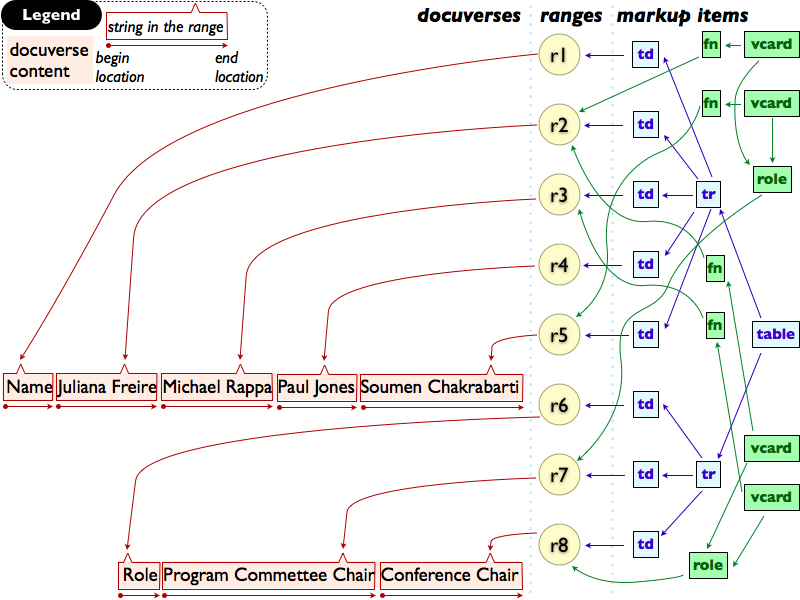 Legend
string in the range
docuverse content
begin location
end location
docuverses ranges markup items
r1 td fn vcard
fn vcard
r2 td
role
r3 td tr
r4 td fn
fn
r5 td table
Name Juliana Freire Michael Rappa Paul Jones Soumen Chakrabarti
r6 td
vcard
r7 td tr
vcard
r8 td
role
Role Program Commettee Chair Conference Chair